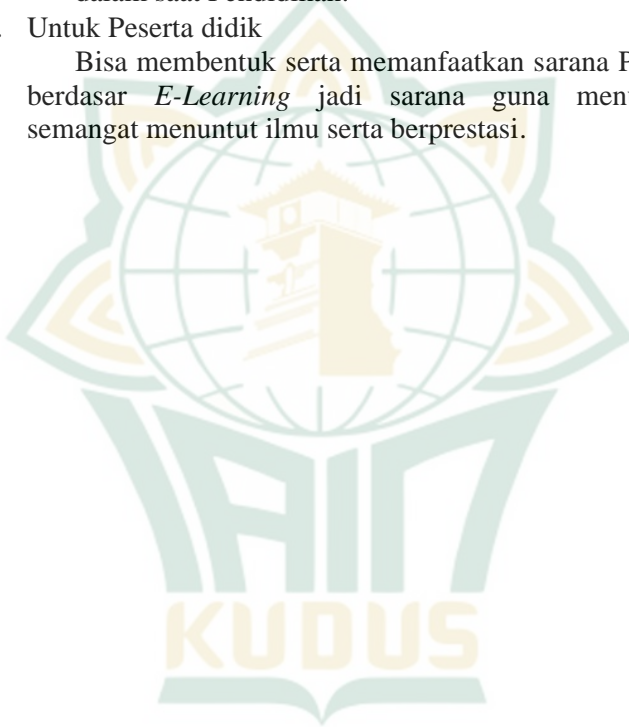 dalam saat Pendidikan.
Untuk Peserta didik
Bisa membentuk serta memanfaatkan sarana
berdasar E-Learning jadi sarana guna
semangat menuntut ilmu serta berprestasi.
IAIN
KUDUS